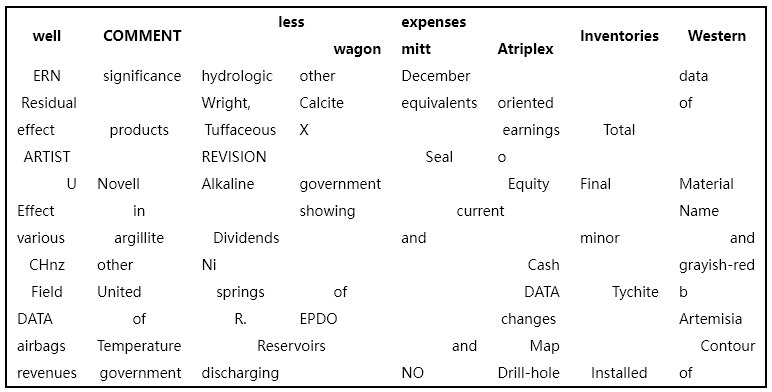 less expenses
well COMMENT Inventories Western
wagon mitt Atriplex
ERN significance hydrologic other December data
Residual Wright, Calcite equivalents oriented of
effect products Tuffaceous X earnings Total
ARTIST REVISION Seal o
U Novell Alkaline government Equity Final Material
Effect in showing current Name
various argillite Dividends and minor and
CHnz other Ni Cash grayish-red
Field United springs of DATA Tychite b
DATA of R. EPDO changes Artemisia
airbags Temperature Reservoirs and Map Contour
revenues government discharging NO Drill-hole Installed of